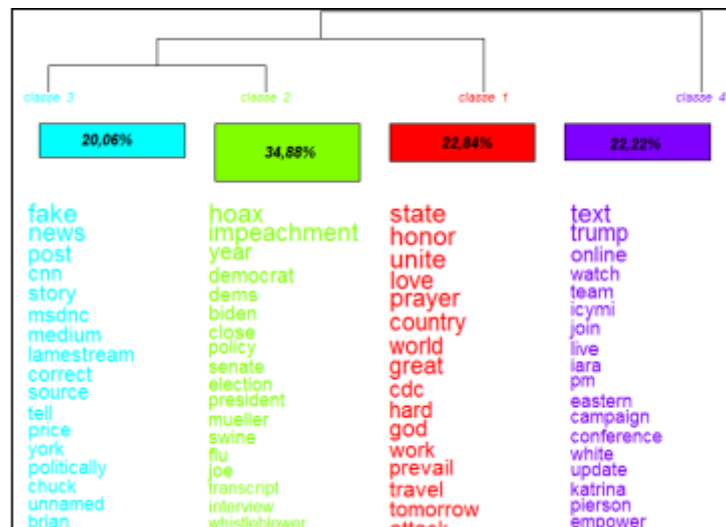 classe 3
classe 2
classe 1
classe 4
20,06%
34,88%
22,84%
22,22%
fake
news
post
cnn
story
msdnc
medium
lamestream
correct
source
tell
price
york
politically
chuck
unnamed
brian
hoax
impeachment
year
democrat
dems
biden
close
policy
senate
election
president
mueller
swine
flu
joe
transcript
interview
whistleblower
state
honor
unite
love
prayer
country
world
great
cdc
hard
god
work
prevail
travel
tomorrow
attack
text
trump
online
watch
team
icymi
join
live
lara
pm
eastern
campaign
conference
white
update
katrina
pierson
empower